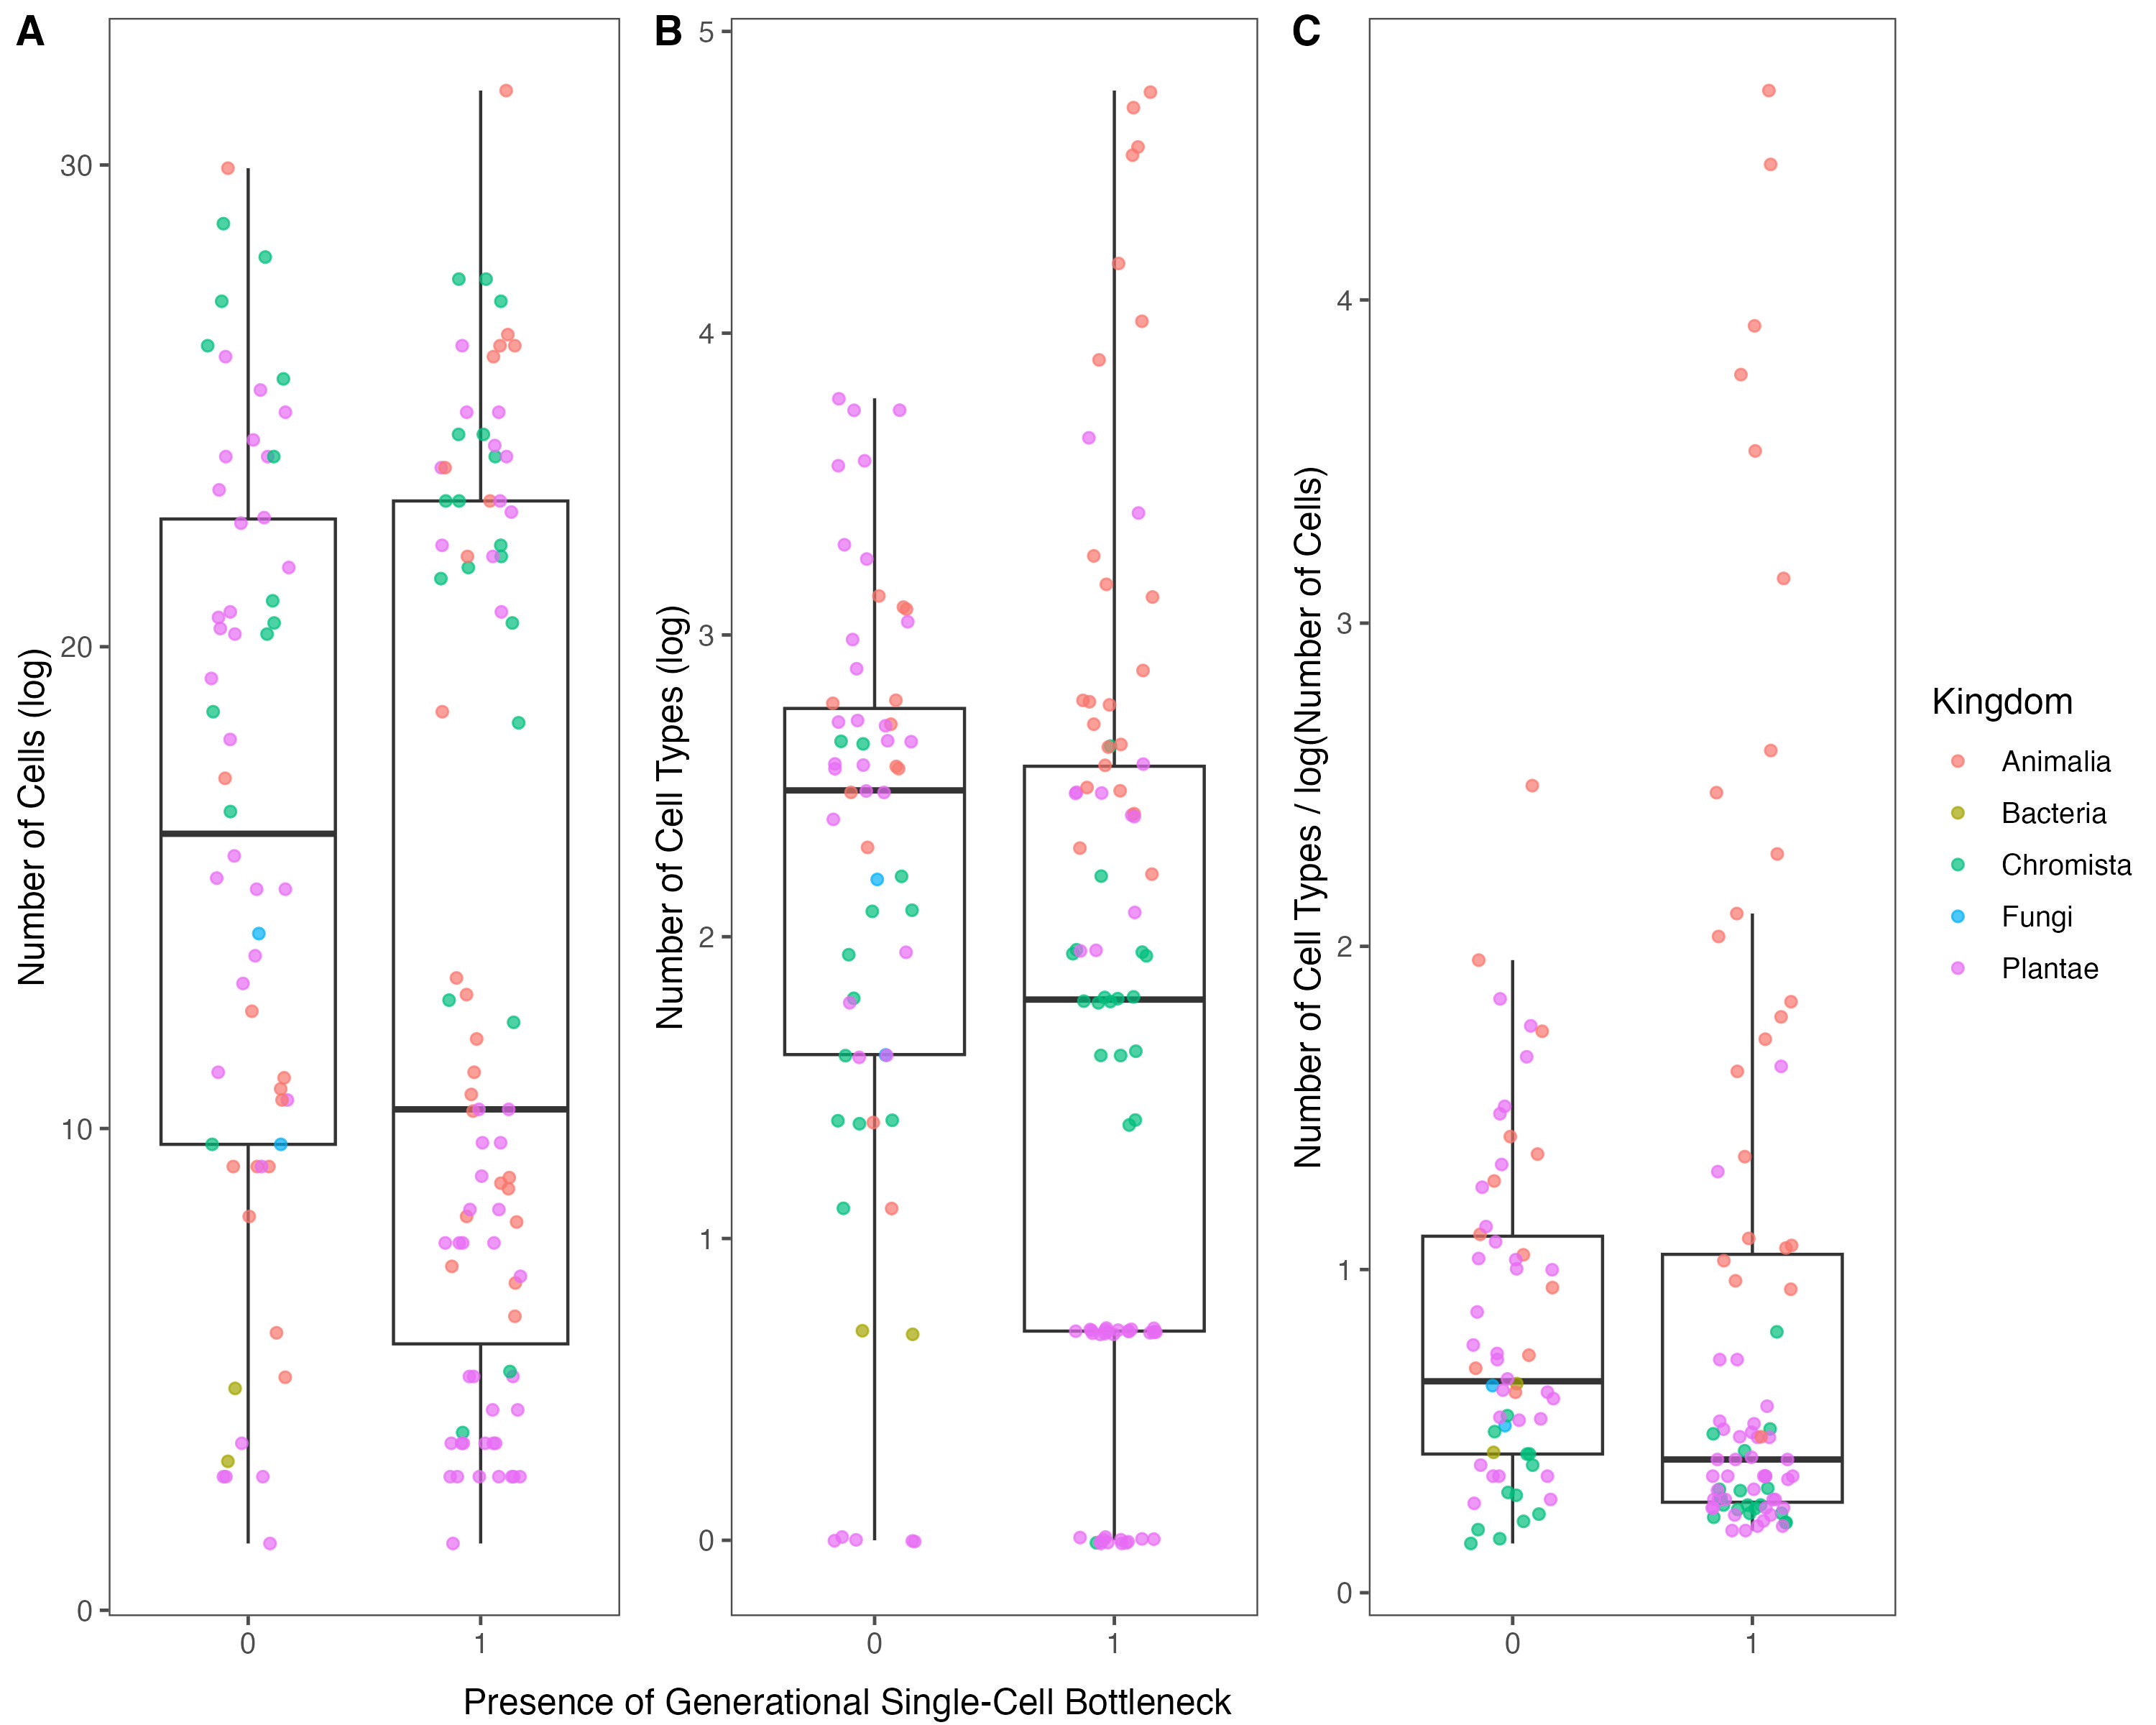 A
Number of Cells (log)
30
20
10
0
0
1
B
Number of Cell Types (log)
5
4
3
2
1
0
0
1
C
Number of Cell Types / log(Number of Cells)
4
3
2
1
0
0
1
Presence of Generational Single-Cell Bottleneck
Kingdom
Animalia
Bacteria
Chromista
Fungi
Plantae